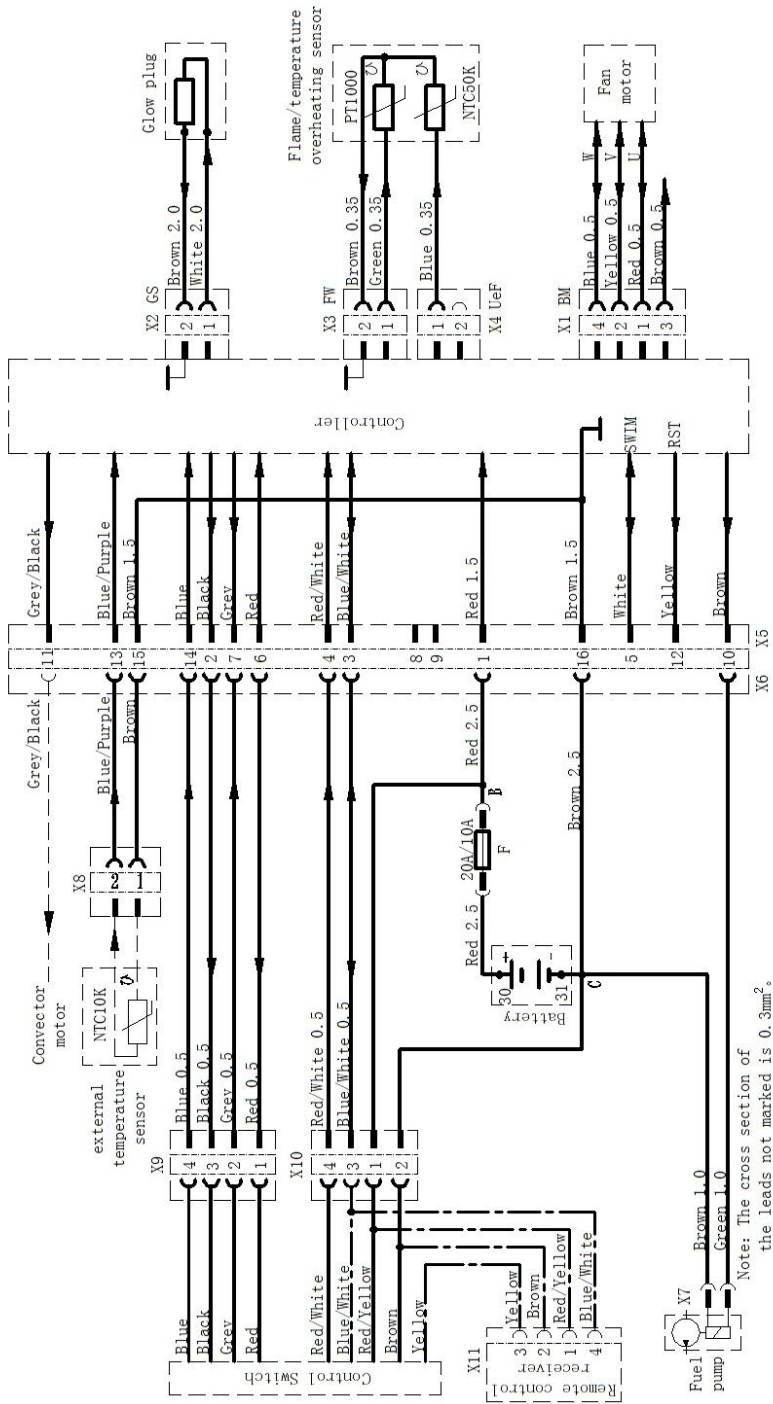 Glow plug
Brown 2.0
White 2.0
X2 GS
2
1
Flame/temperature
overheating sensor
PT1000
NTC50K
Brown 0.35
Green 0.35
Blue 0.35
X3 FW
2
1
1
2
X4 UeF
Fan
motor
W
V
U
Blue 0.5
Yellow 0.5
Red 0.5
Brown 0.5
X1 BM
4
2
1
3
Controller
SWIM
RST
Grey/Black
Blue/Purple
Brown 1.5
Blue
Black
Grey
Red
Red/White
Blue/White
Red 1.5
Brown 1.5
White
Yellow
Brown
X5
11
13
15
14
2
7
6
4
3
8
9
1
16
5
12
10
X6
Grey/Black
Blue/Purple
Brown
Red 2.5
Brown 2.5
B
20A/10A
F
Red 2.5
X8
2
1
Convector
motor
NTC10K
external
temperature
sensor
30
+
-
31
Battery
C
Blue 0.5
Black 0.5
Grey 0.5
Red 0.5
Red/White 0.5
Blue/White 0.5
X9
4
3
2
1
X10
4
3
1
2
Blue
Black
Grey
Red
Red/White
Blue/White
Red/Yellow
Brown
Yellow
Control Switch
Yellow
Brown
Red/Yellow
Blue/White
3
2
1
4
X11
Remote control
receiver
Brown 1.0
Green 1.0
X7
Fuel
pump
Note: The cross section of
the leads not marked is 0.3mm².